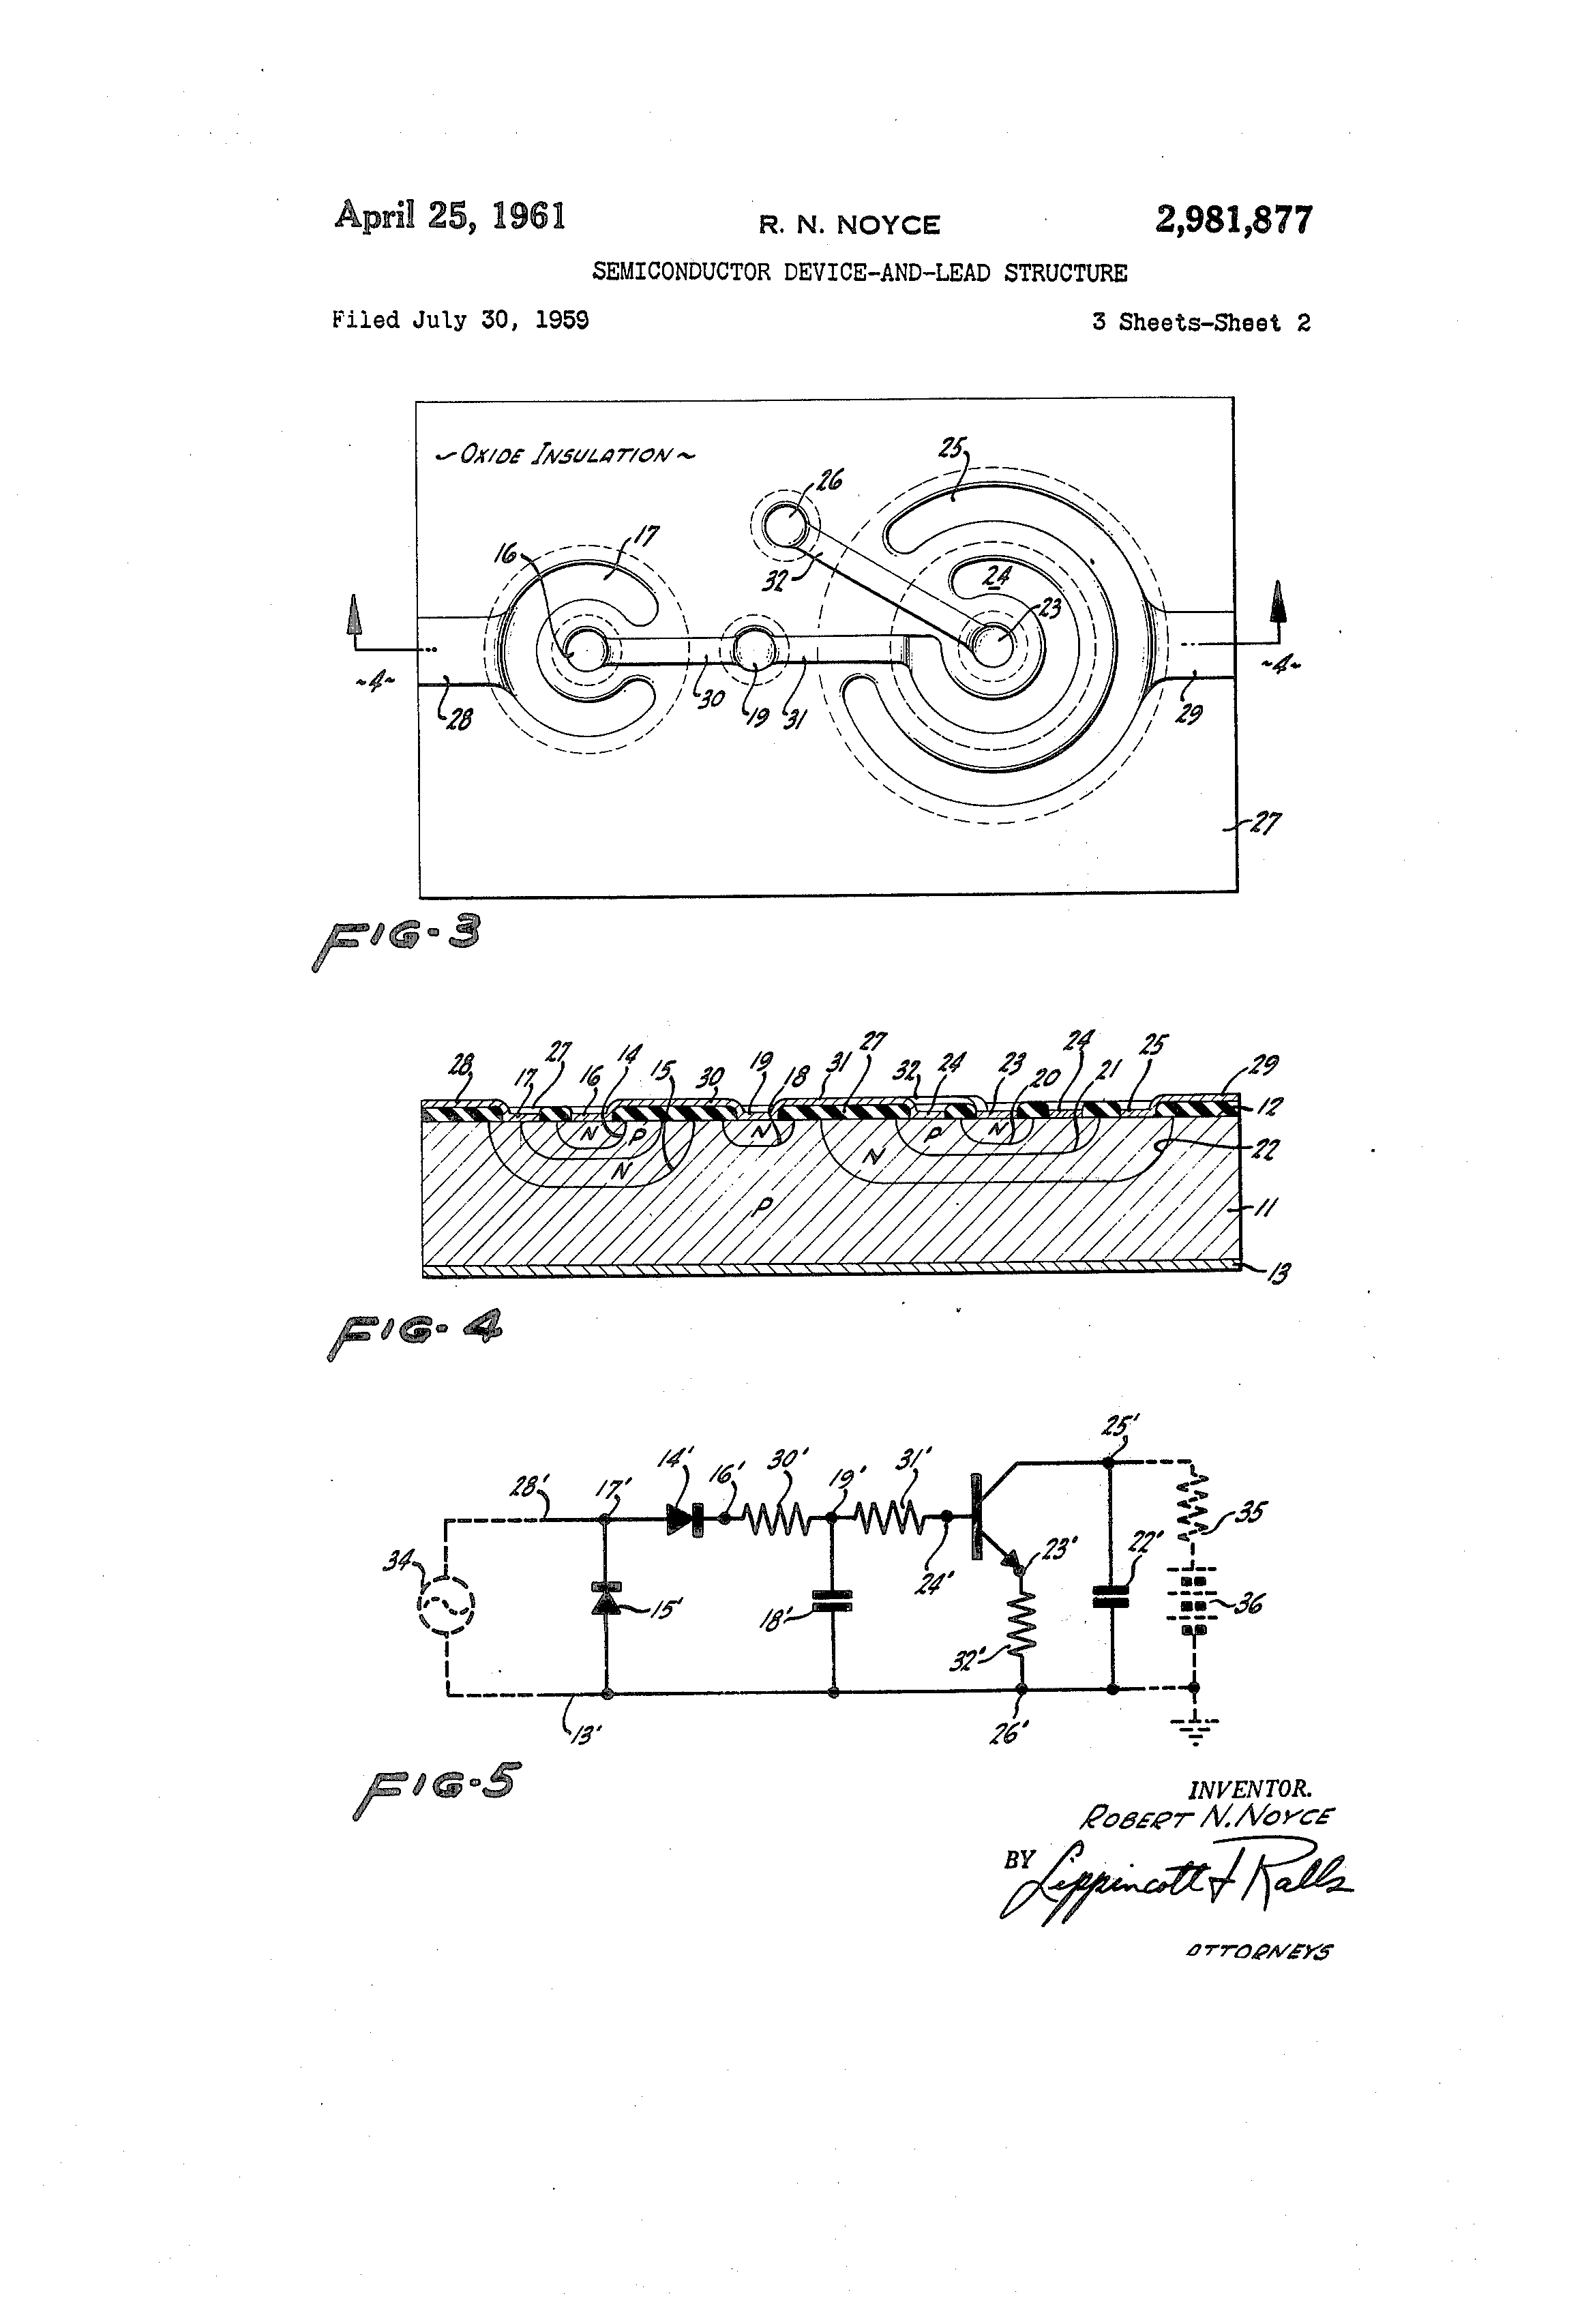 April 25, 1961 R. N. NOYCE 2,981,877
SEMICONDUCTOR DEVICE-AND-LEAD STRUCTURE
Filed July 30, 1959 3 Sheets-Sheet 2
~OXIDE INSULATION~
25
26
17
16
32
24
23
~4~ ~4~
28 30 19 31 29
27
FIG-3
28 17 27 16 14 15 30 19 18 31 27 32 24 23 20 24 21 25 29
12
N P N N P N
N
22
P
11
13
FIG-4
25'
14' 16' 30' 19' 31'
28' 17'
35
34 24' 23' 22'
15' 18' 36
32'
13' 26'
FIG-5
INVENTOR.
ROBERT N. NOYCE
BY Lippincott & Ralls
ATTORNEYS